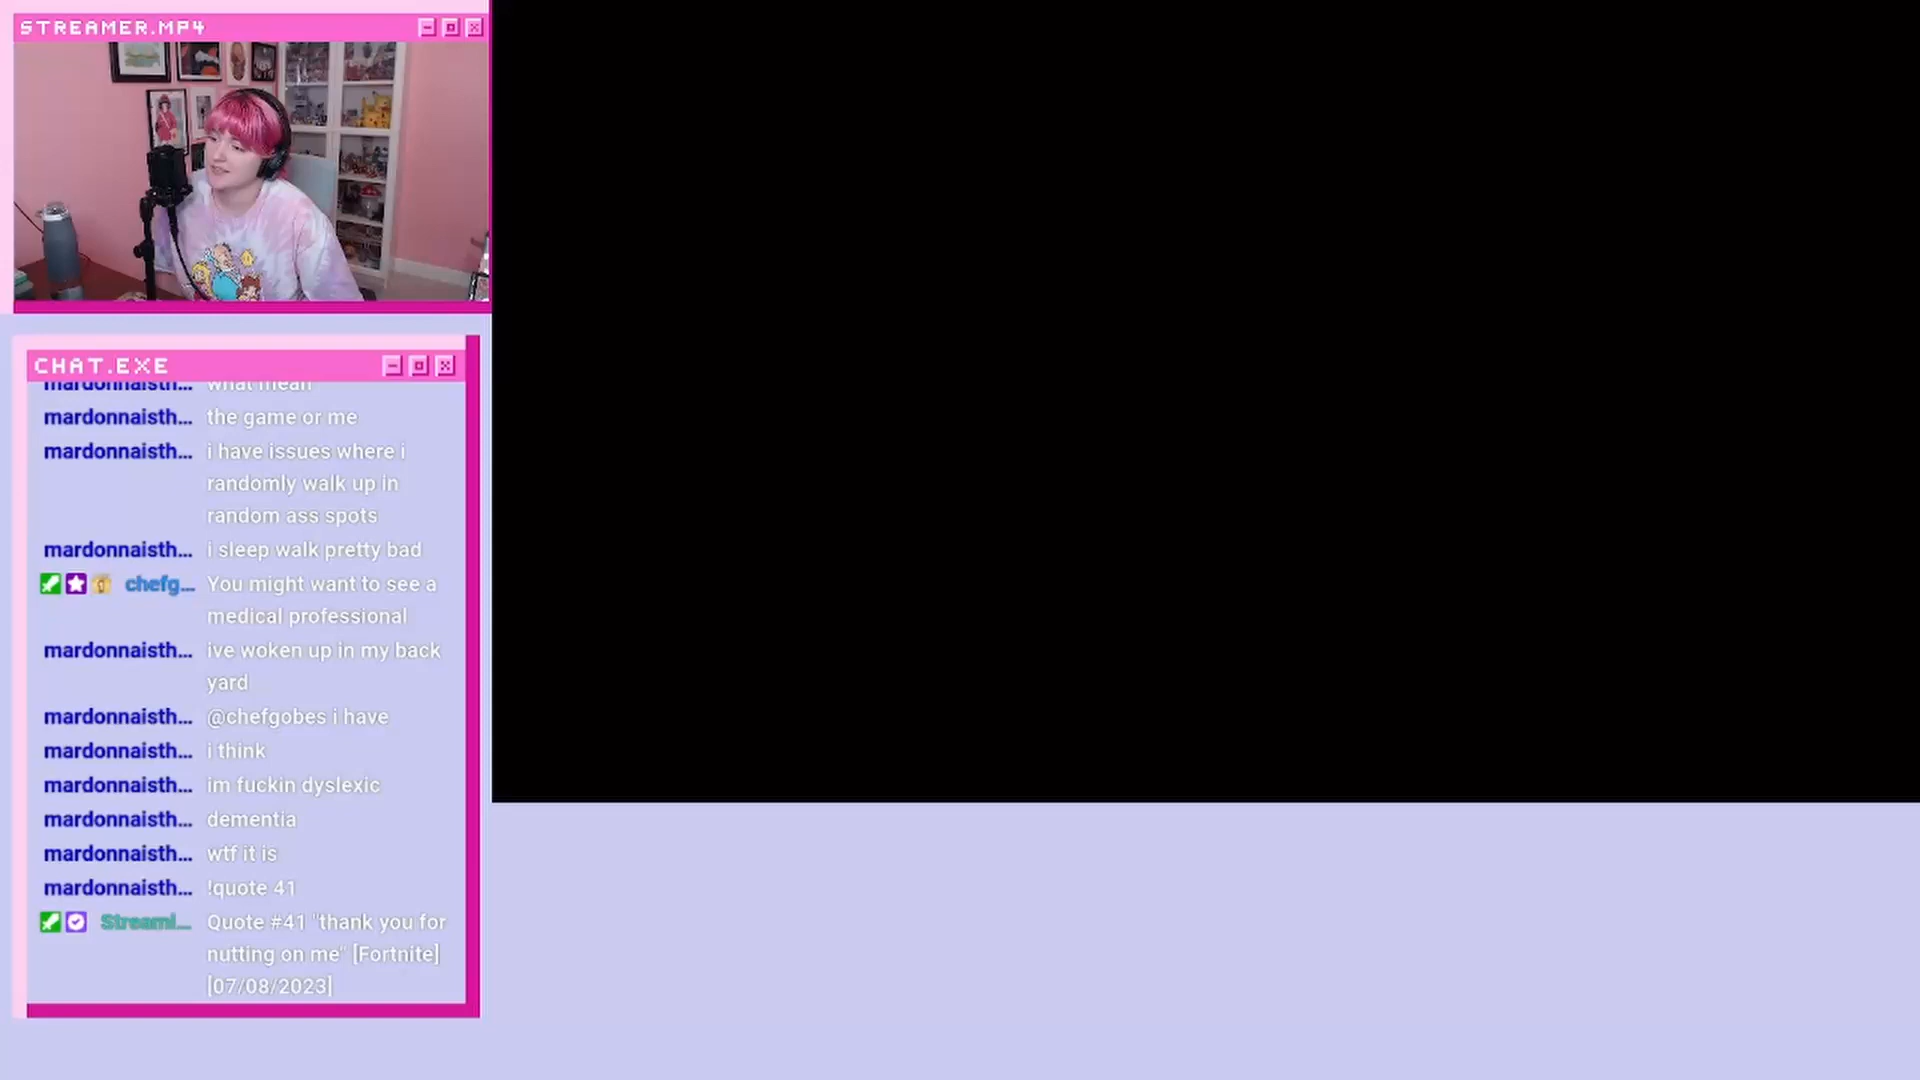 STREAMER.MP4
CHAT.EXE
mardonnaisth... what mean
mardonnaisth... the game or me
mardonnaisth... i have issues where i
randomly walk up in
random ass spots
mardonnaisth... i sleep walk pretty bad
chefg... You might want to see a
medical professional
mardonnaisth... ive woken up in my back
yard
mardonnaisth... @chefgobes i have
mardonnaisth... i think
mardonnaisth... im fuckin dyslexic
mardonnaisth... dementia
mardonnaisth... wtf it is
mardonnaisth... !quote 41
Streaml... Quote #41 "thank you for
nutting on me" [Fortnite]
[07/08/2023]